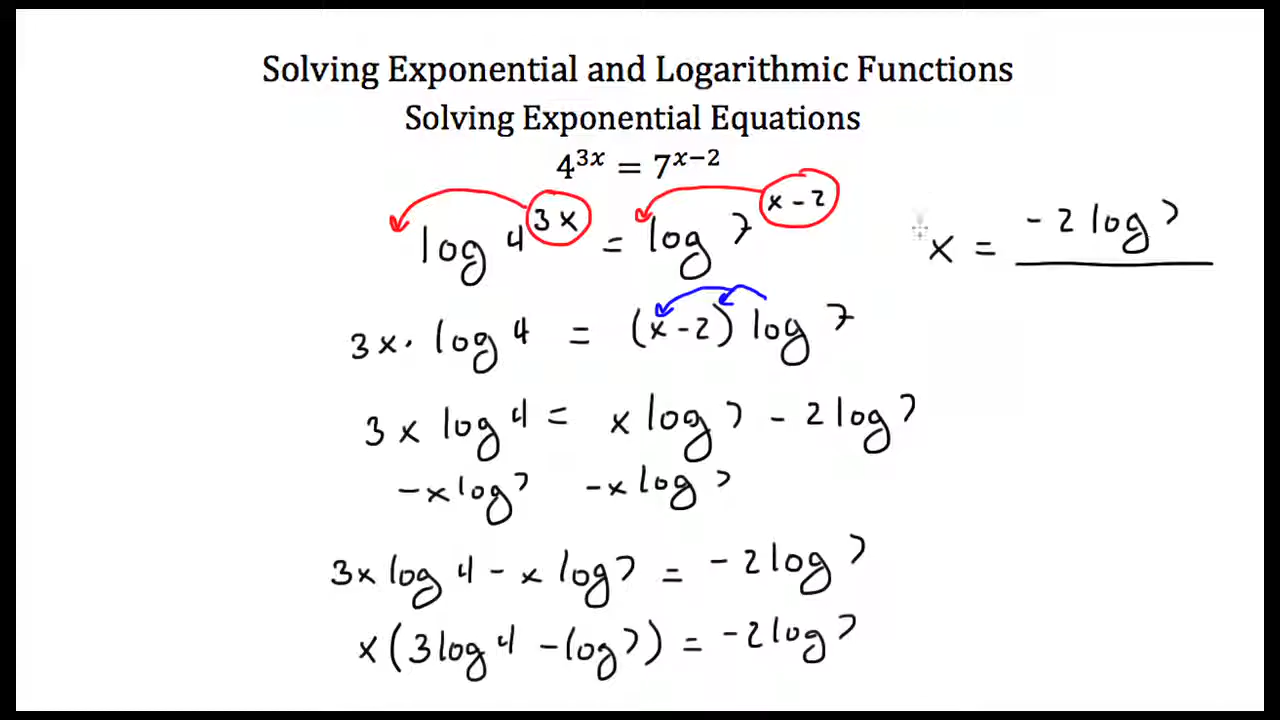 Solving Exponential and Logarithmic Functions
Solving Exponential Equations
4^{3x} = 7^{x−2}
log 4^{3x} = log 7^{x-2}
3x · log 4 = (x-2) log 7
3x log 4 = x log 7 - 2 log 7
-x log 7 -x log 7
3x log 4 - x log 7 = -2 log 7
x(3 log 4 - log 7) = -2 log 7
x = -2 log 7